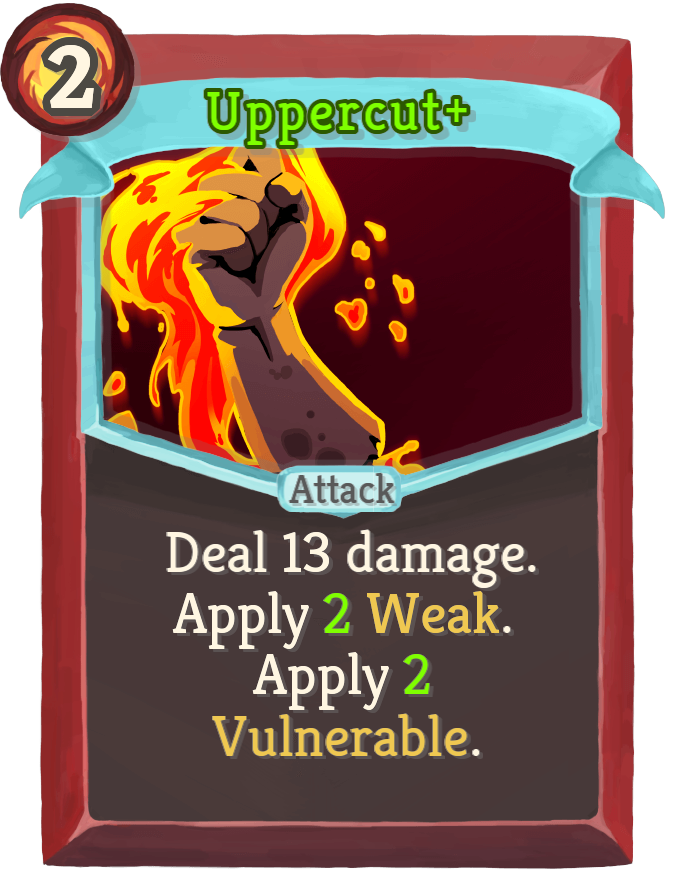 2
Uppercut+
Attack
Deal 13 damage.
Apply 2 Weak.
Apply 2
Vulnerable.